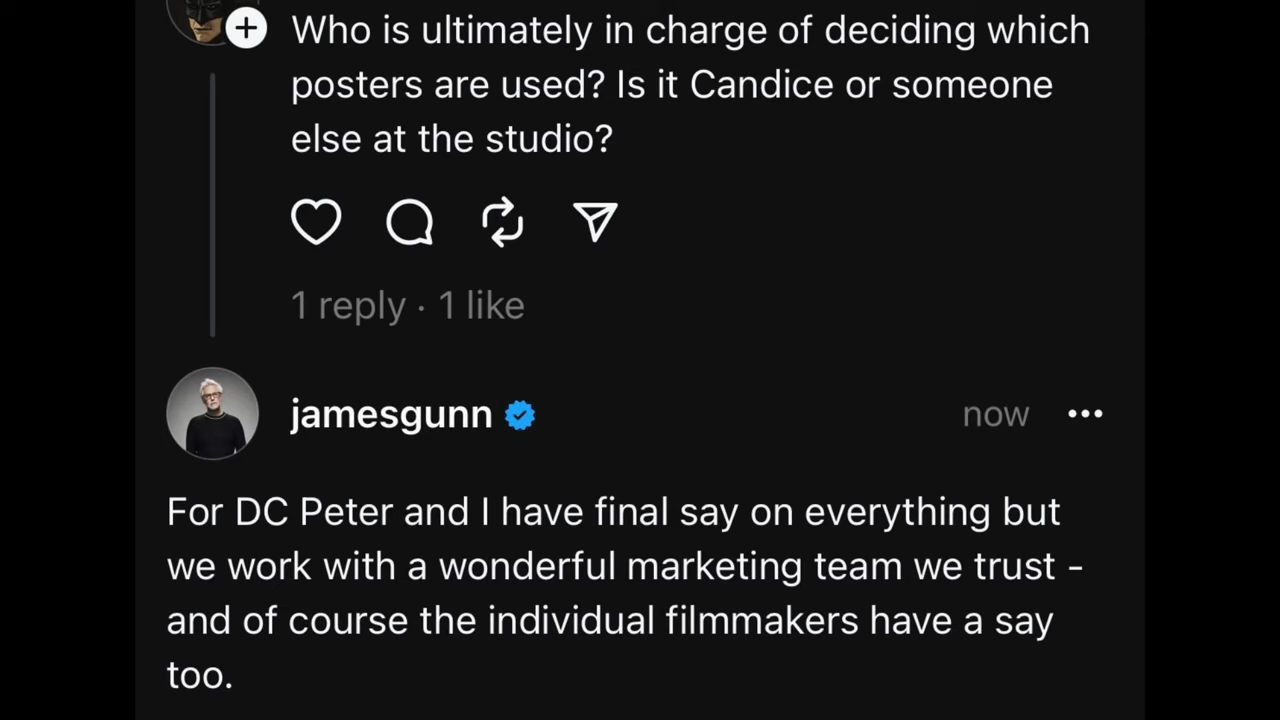 Who is ultimately in charge of deciding which
posters are used? Is it Candice or someone
else at the studio?
1 reply · 1 like
jamesgunn
now
For DC Peter and I have final say on everything but
we work with a wonderful marketing team we trust -
and of course the individual filmmakers have a say
too.